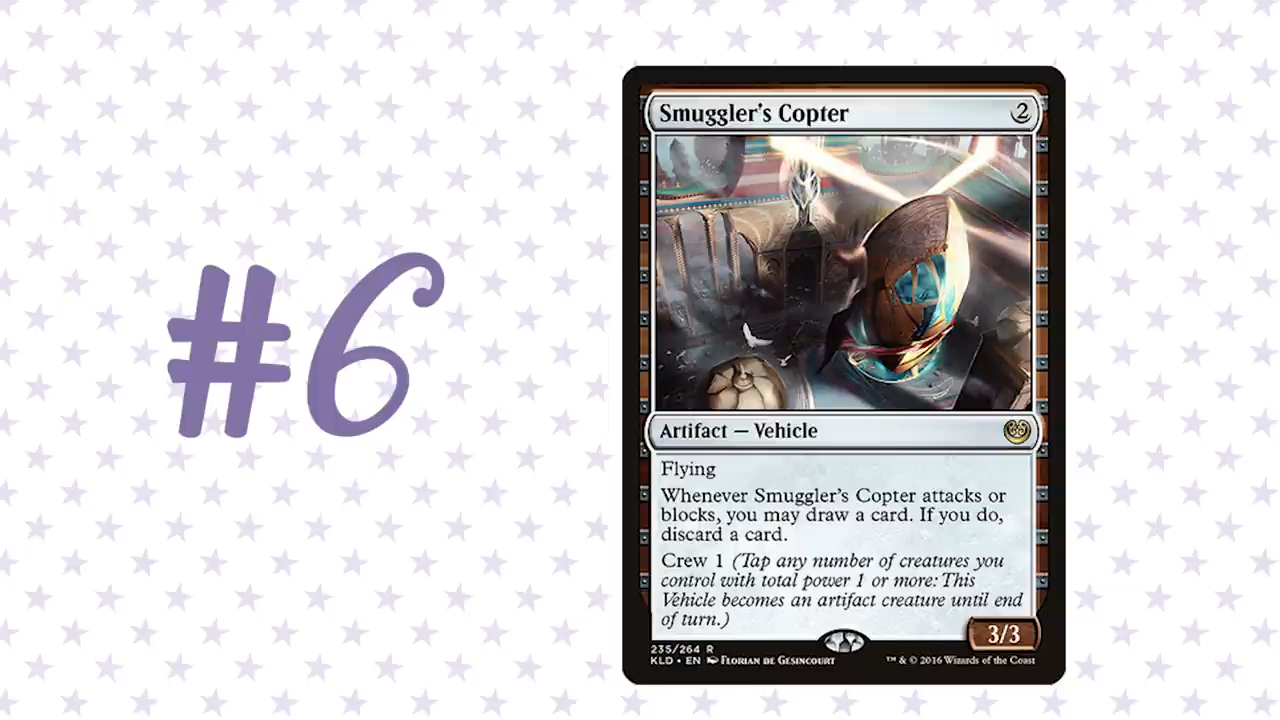 #6
Smuggler's Copter 2
Artifact — Vehicle
Flying
Whenever Smuggler's Copter attacks or
blocks, you may draw a card. If you do,
discard a card.
Crew 1 (Tap any number of creatures you
control with total power 1 or more: This
Vehicle becomes an artifact creature until end
of turn.)
3/3
235/264 R
KLD • EN Florian de Gesincourt
™ & © 2016 Wizards of the Coast